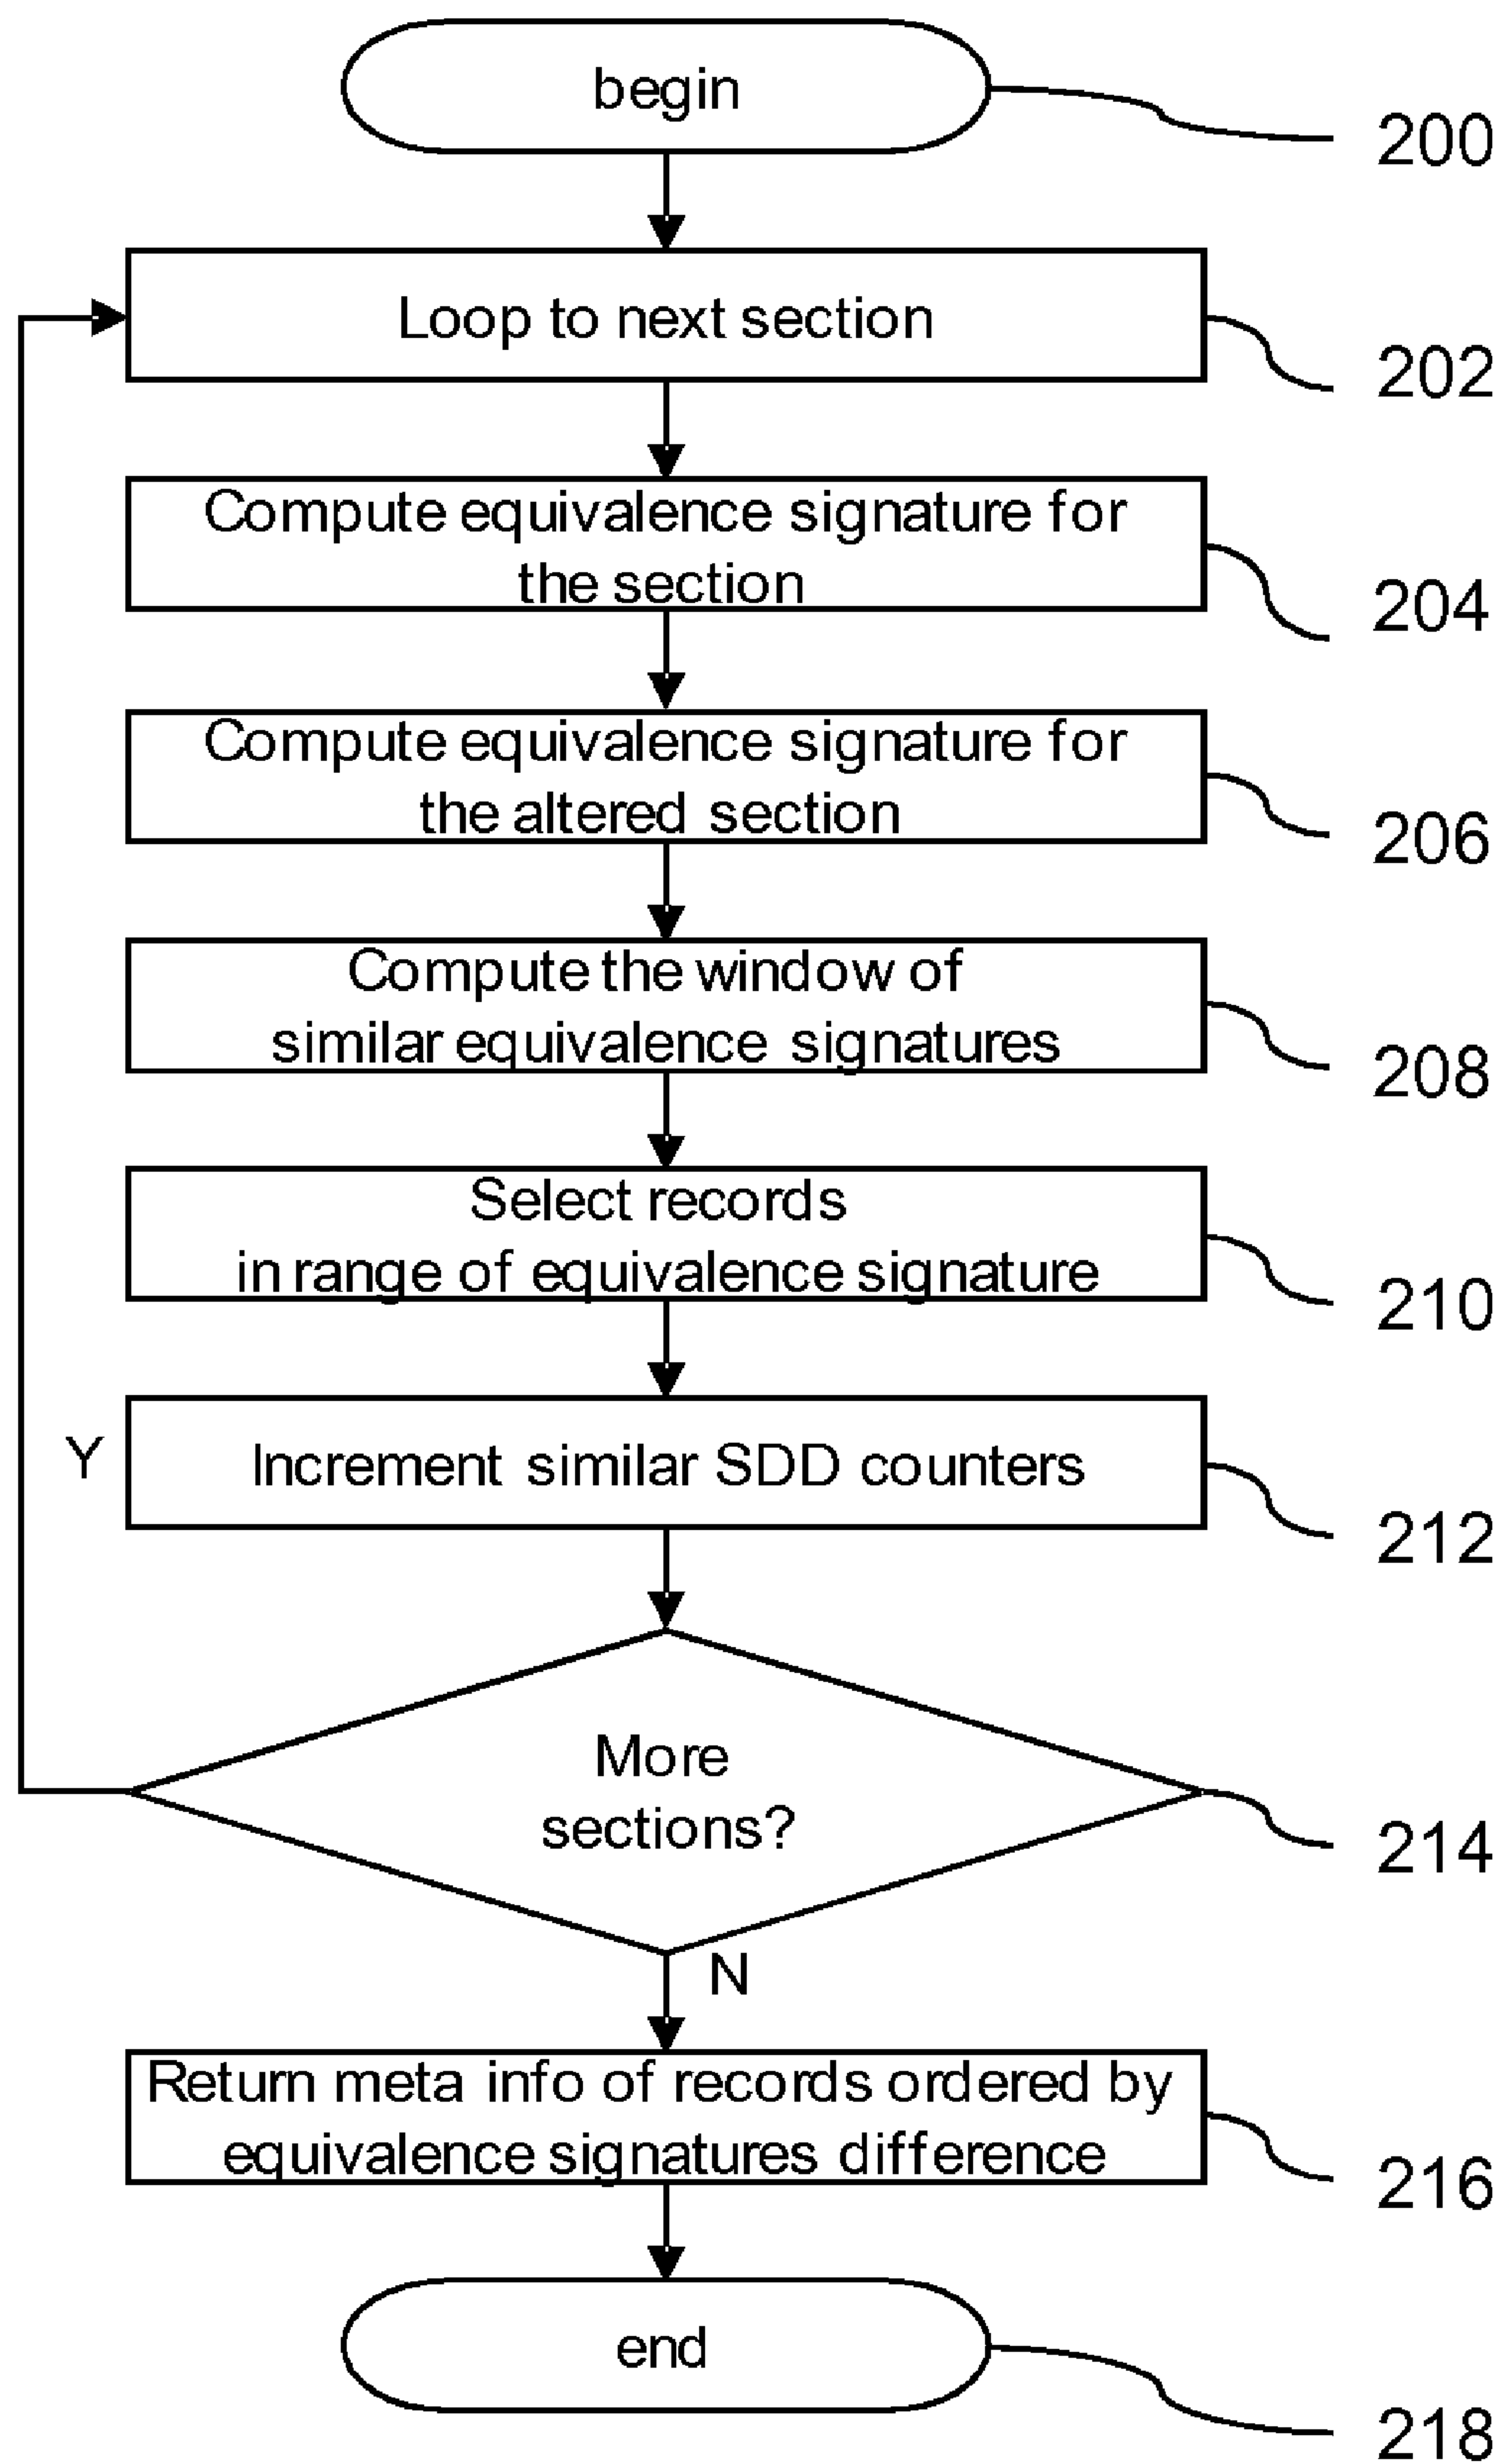 begin
200
Loop to next section
202
Compute equivalence signature for
the section
204
Compute equivalence signature for
the altered section
206
Compute the window of
similar equivalence signatures
208
Select records
in range of equivalence signature
210
Y
Increment similar SDD counters
212
More
sections?
214
N
Return meta info of records ordered by
equivalence signatures difference
216
end
218